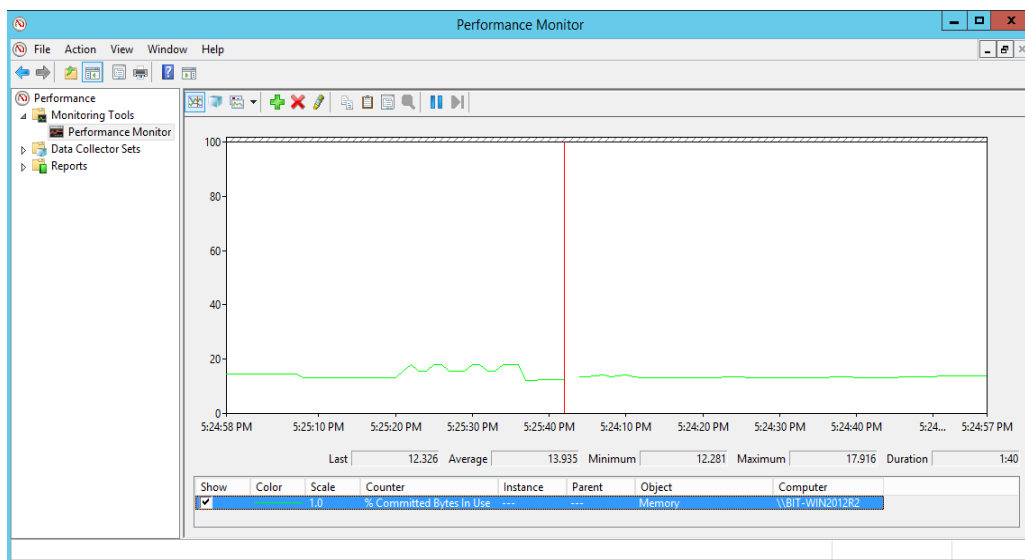 Performance Monitor
File Action View Window Help
Performance
Monitoring Tools
Performance Monitor
Data Collector Sets
Reports
100
80
60
40
20
0
5:24:58 PM 5:25:10 PM 5:25:20 PM 5:25:30 PM 5:25:40 PM 5:24:10 PM 5:24:20 PM 5:24:30 PM 5:24:40 PM 5:24... 5:24:57 PM
Last 12.326 Average 13.935 Minimum 12.281 Maximum 17.916 Duration 1:40
Show Color Scale Counter Instance Parent Object Computer
1.0 % Committed Bytes In Use --- --- Memory \\BIT-WIN2012R2